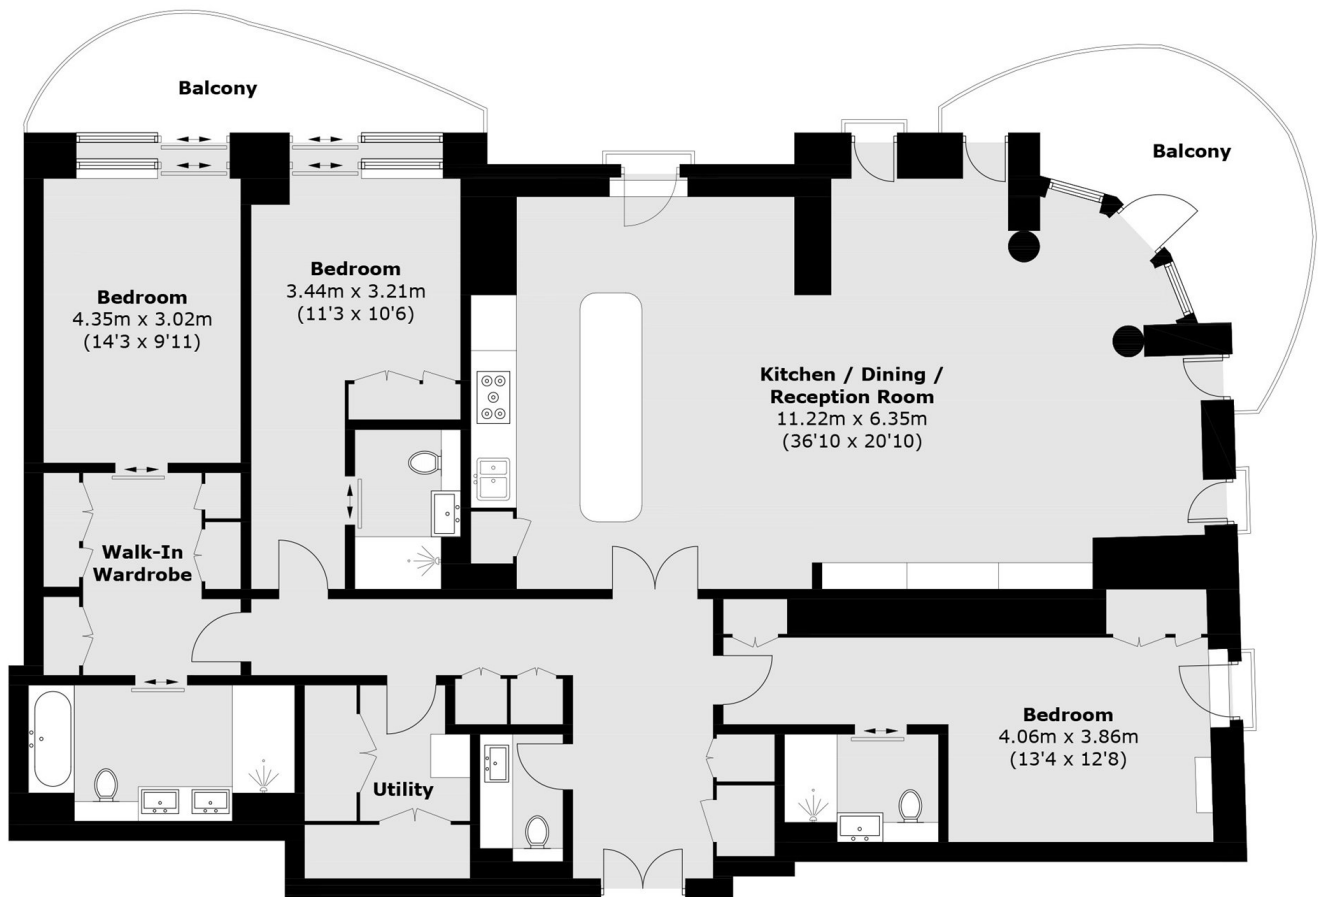 Balcony
Balcony
Bedroom
4.35m x 3.02m
(14'3 x 9'11)
Bedroom
3.44m x 3.21m
(11'3 x 10'6)
Kitchen / Dining /
Reception Room
11.22m x 6.35m
(36'10 x 20'10)
Walk-In
Wardrobe
Utility
Bedroom
4.06m x 3.86m
(13'4 x 12'8)